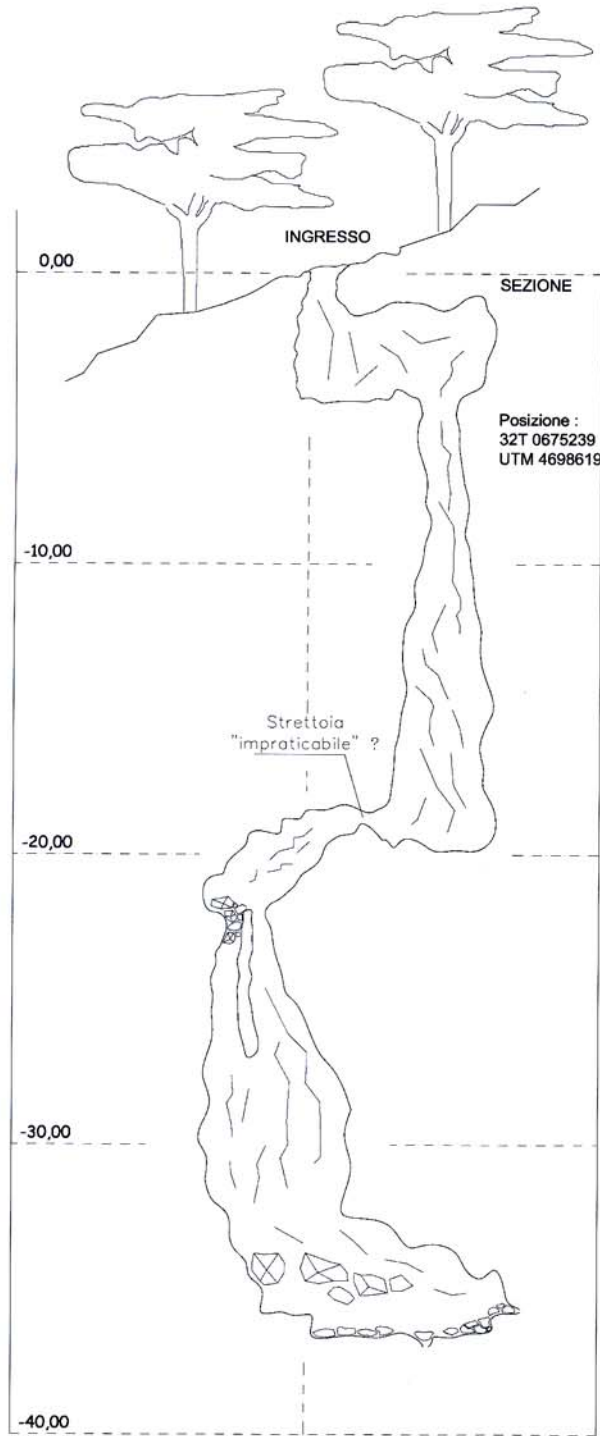 INGRESSO
0,00
SEZIONE
Posizione :
32T 0675239
UTM 4698619
-10,00
Strettoia
"impraticabile" ?
-20,00
-30,00
-40,00